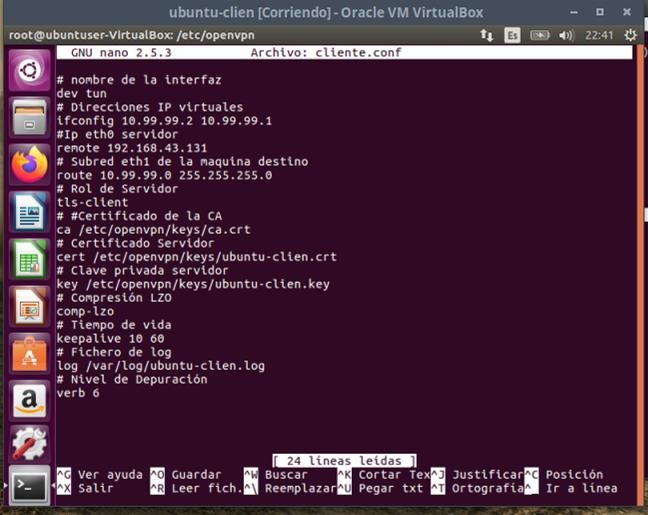 ubuntu-clien [Corriendo] - Oracle VM VirtualBox
root@ubuntuser-VirtualBox: /etc/openvpn Es 22:41
GNU nano 2.5.3 Archivo: cliente.conf
# nombre de la interfaz
dev tun
# Direcciones IP virtuales
ifconfig 10.99.99.2 10.99.99.1
#Ip eth0 servidor
remote 192.168.43.131
# Subred eth1 de la maquina destino
route 10.99.99.0 255.255.255.0
# Rol de Servidor
tls-client
# #Certificado de la CA
ca /etc/openvpn/keys/ca.crt
# Certificado Servidor
cert /etc/openvpn/keys/ubuntu-clien.crt
# Clave privada servidor
key /etc/openvpn/keys/ubuntu-clien.key
# Compresión LZO
comp-lzo
# Tiempo de vida
keepalive 10 60
# Fichero de log
log /var/log/ubuntu-clien.log
# Nivel de Depuración
verb 6
[ 24 líneas leídas ]
^G Ver ayuda ^O Guardar ^W Buscar ^K Cortar Tex ^J Justificar ^C Posición
^X Salir ^R Leer fich. ^\ Reemplazar ^U Pegar txt ^T Ortografía ^_ Ir a línea